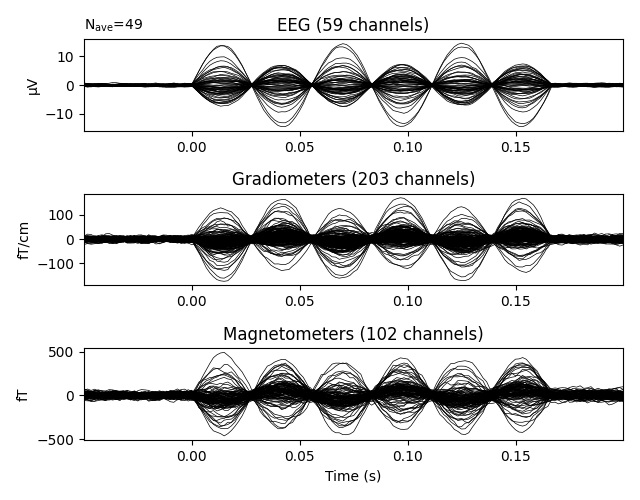 N_ave=49
EEG (59 channels)
10
0
−10
µV
0.00 0.05 0.10 0.15
Gradiometers (203 channels)
100
0
−100
fT/cm
0.00 0.05 0.10 0.15
Magnetometers (102 channels)
500
0
−500
fT
0.00 0.05 0.10 0.15
Time (s)